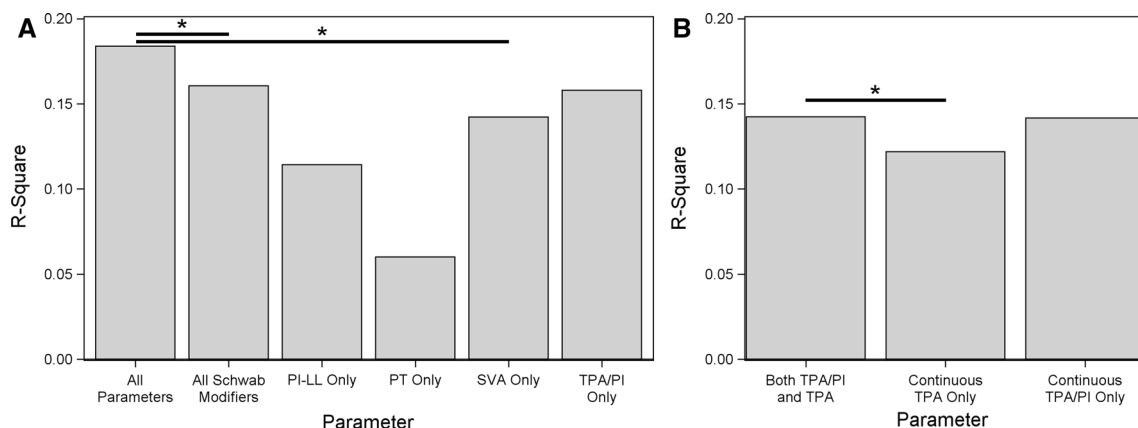 A
R-Square
0.20
0.15
0.10
0.05
0.00
*
*
All
Parameters
All Schwab
Modifiers
PI-LL Only
PT Only
SVA Only
TPA/PI
Only
Parameter
B
R-Square
0.20
0.15
0.10
0.05
0.00
*
Both TPA/PI
and TPA
Continuous
TPA Only
Continuous
TPA/PI Only
Parameter